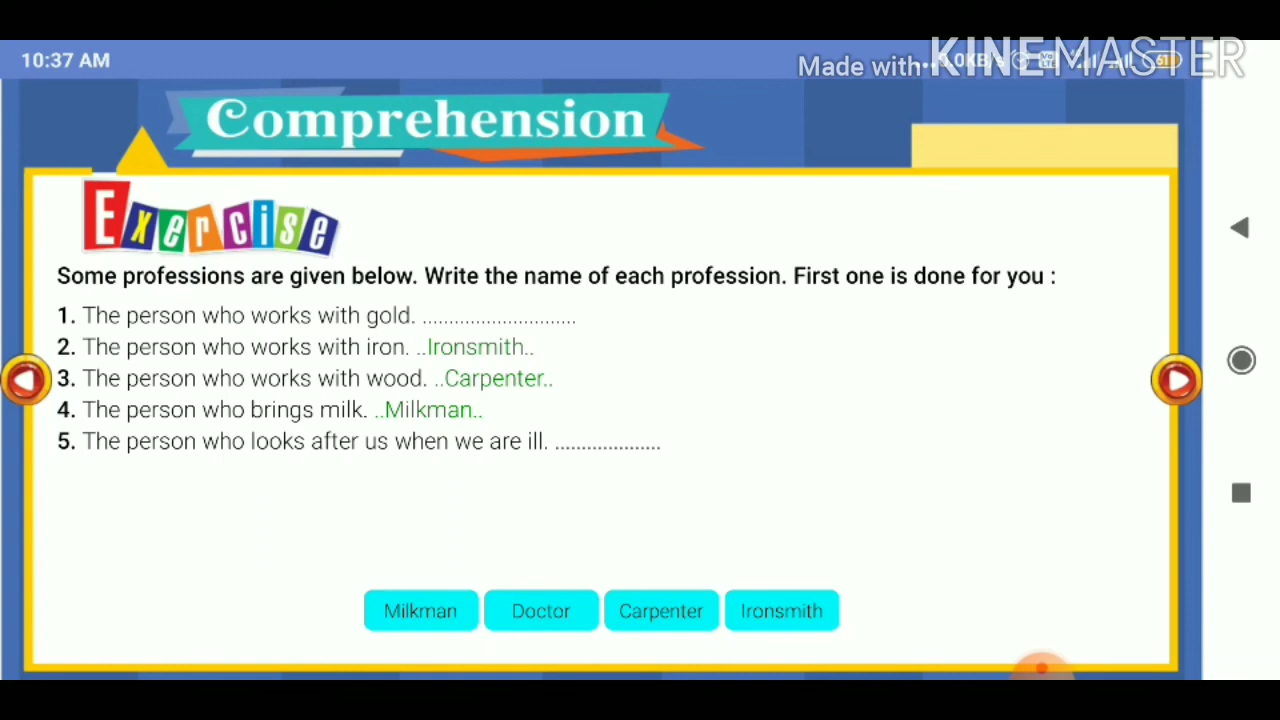 10:37 AM
Made with KINEMASTER
Comprehension
Exercise
Some professions are given below. Write the name of each profession. First one is done for you :
1. The person who works with gold. .............................
2. The person who works with iron. ..Ironsmith..
3. The person who works with wood. ..Carpenter..
4. The person who brings milk. ..Milkman..
5. The person who looks after us when we are ill. ....................
Milkman Doctor Carpenter Ironsmith